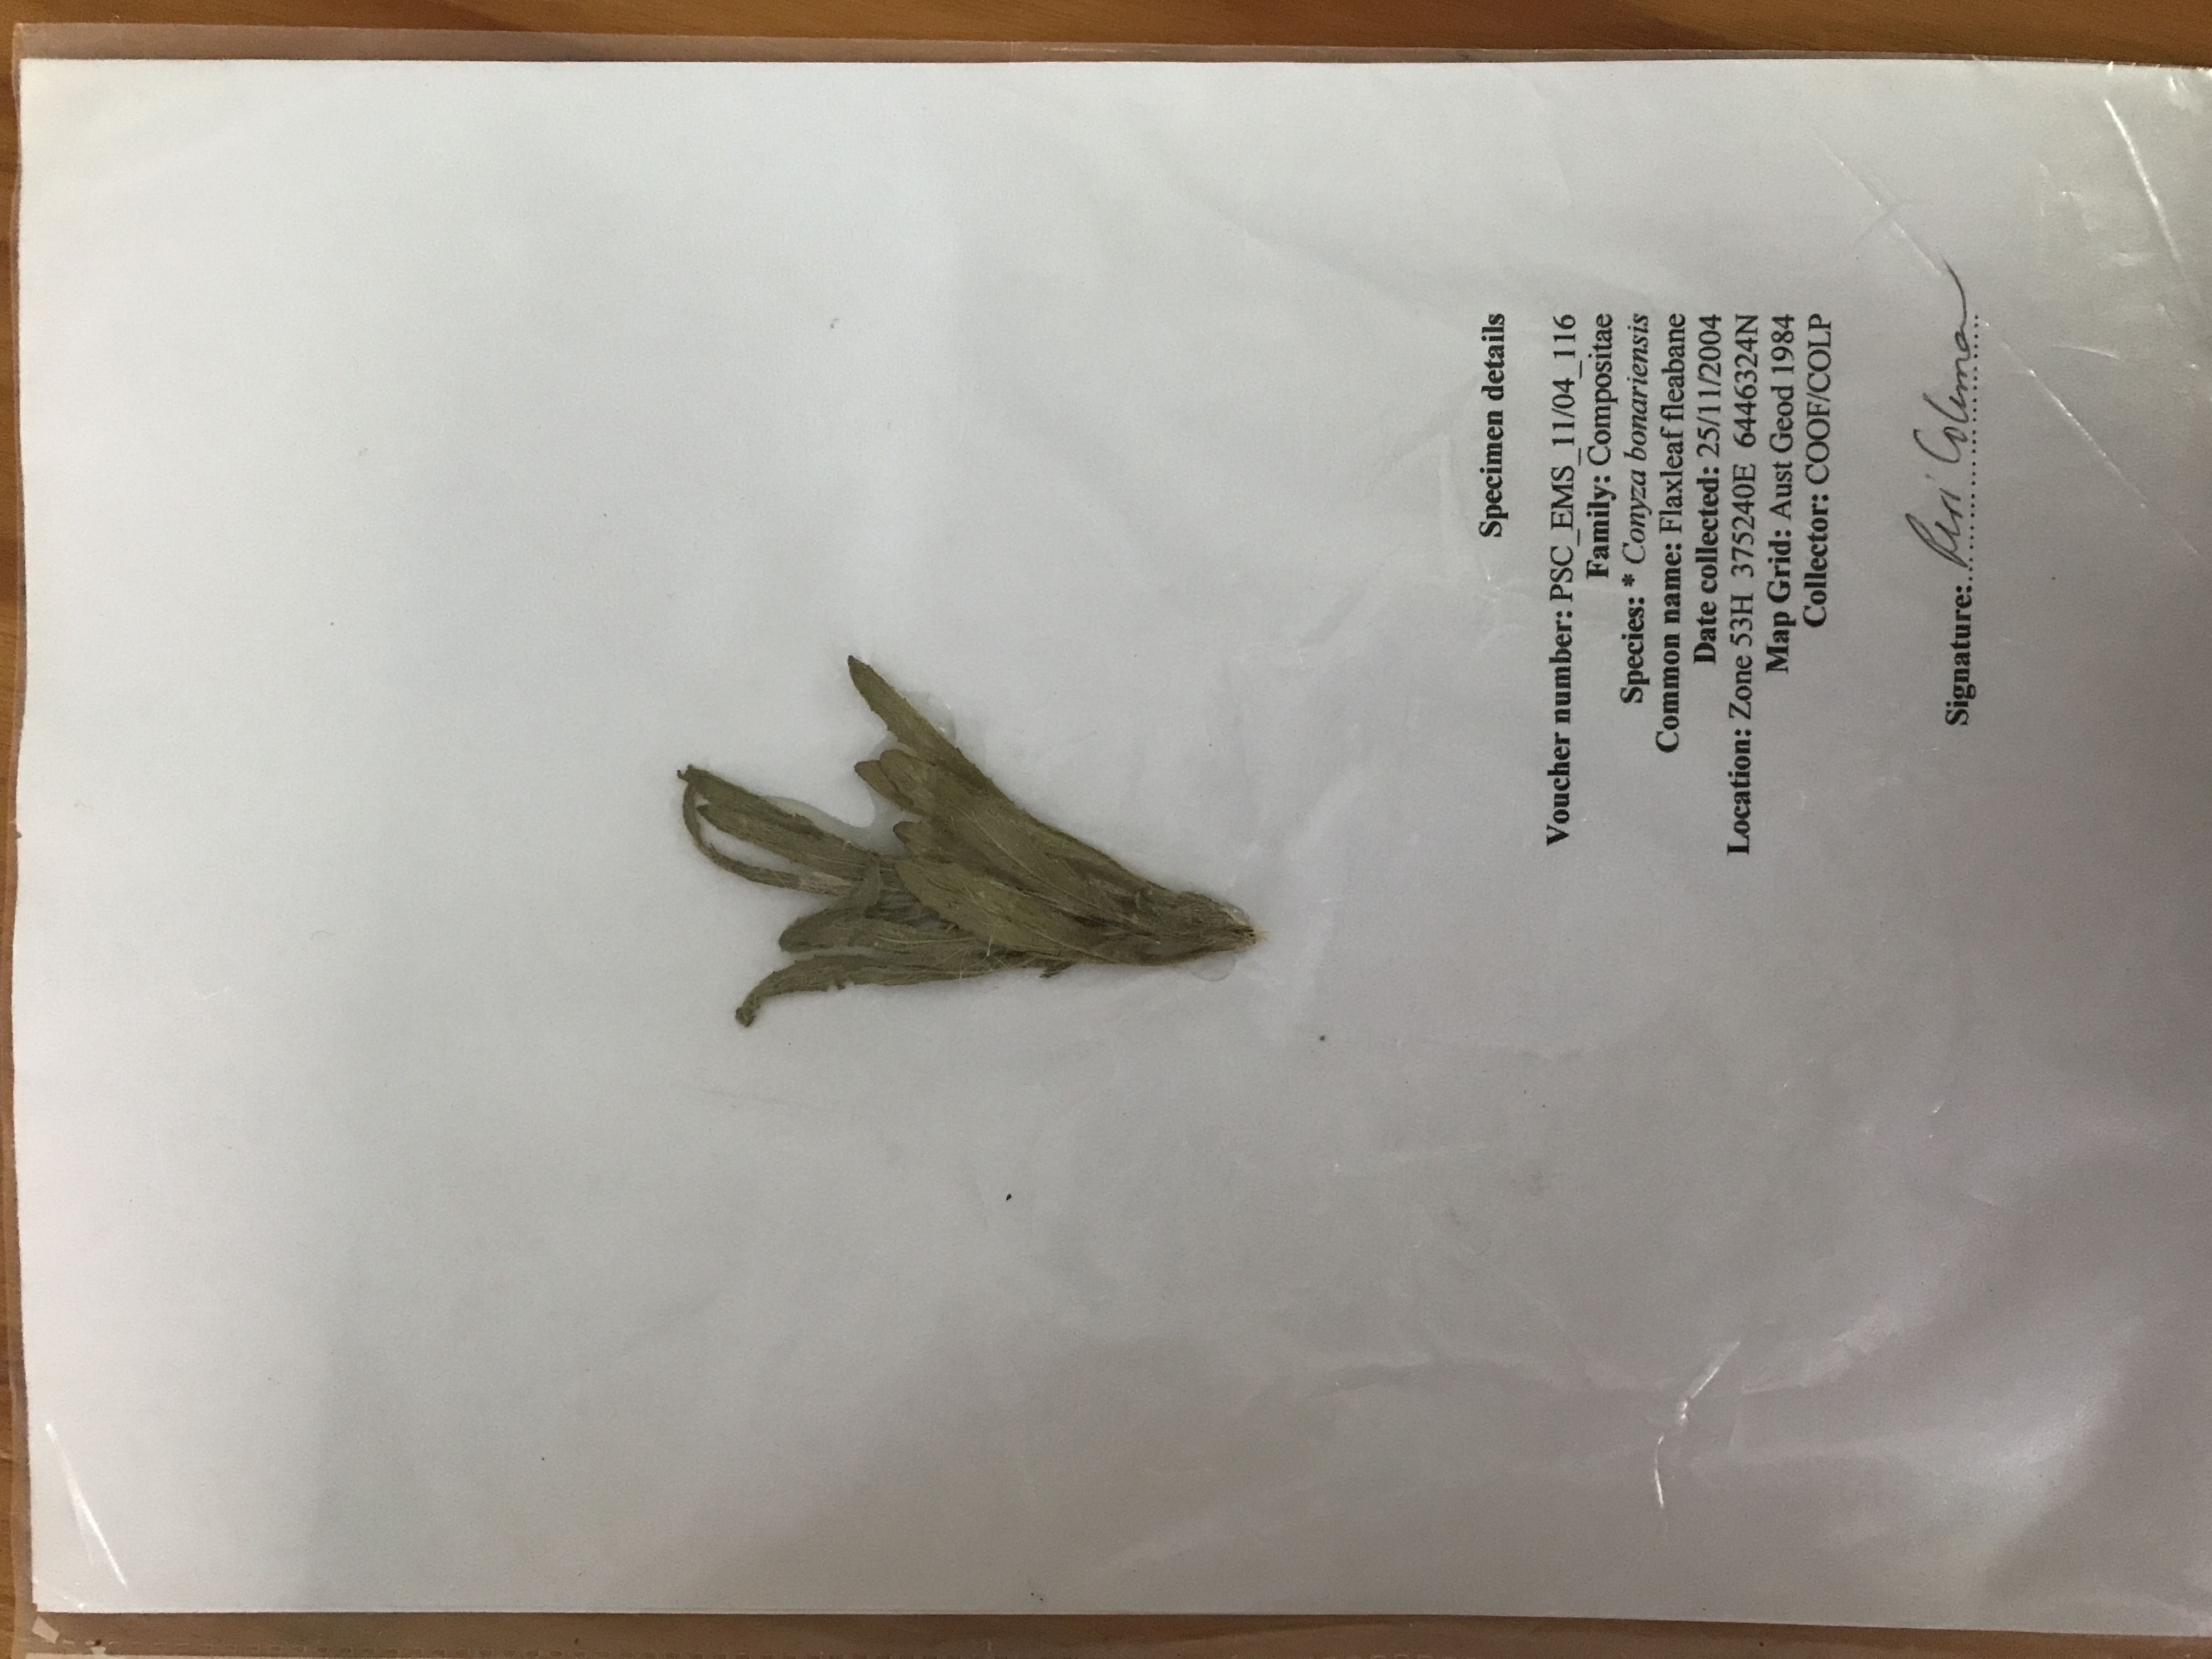 Specimen details
Voucher number: PSC_EMS_11/04_116
Family: Compositae
Species: * Conyza bonariensis
Common name: Flaxleaf fleabane
Date collected: 25/11/2004
Location: Zone 53H 375240E 6446324N
Map Grid: Aust Geod 1984
Collector: COOF/COLP
Signature: Peri Coleman